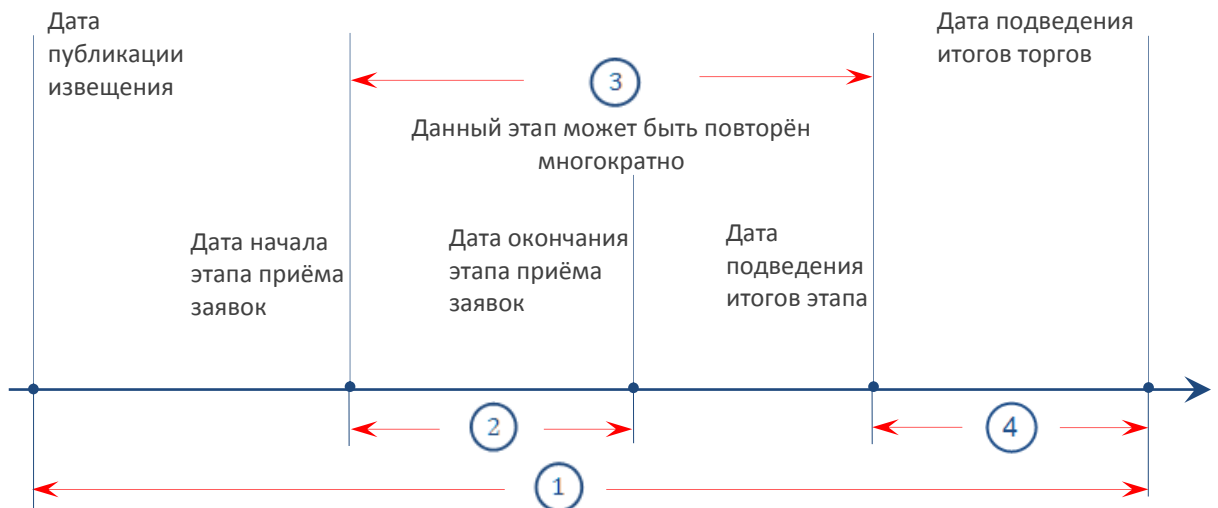 Дата
публикации
извещения
Дата подведения
итогов торгов
3
Данный этап может быть повторён
многократно
Дата начала
этапа приёма
заявок
Дата окончания
этапа приёма
заявок
Дата
подведения
итогов этапа
2
4
1